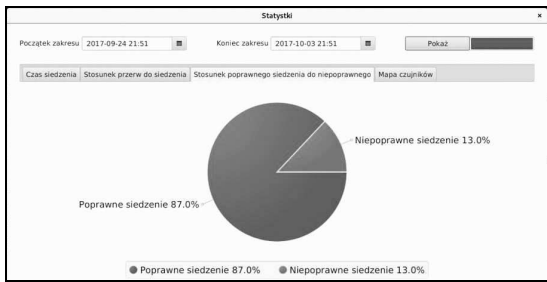 Statystki
Początek zakresu 2017-09-24 21:51 Koniec zakresu 2017-10-03 21:51 Pokaż
Czas siedzenia Stosunek przerw do siedzenia Stosunek poprawnego siedzenia do niepoprawnego Mapa czujników
Niepoprawne siedzenie 13.0%
Poprawne siedzenie 87.0%
Poprawne siedzenie 87.0% Niepoprawne siedzenie 13.0%